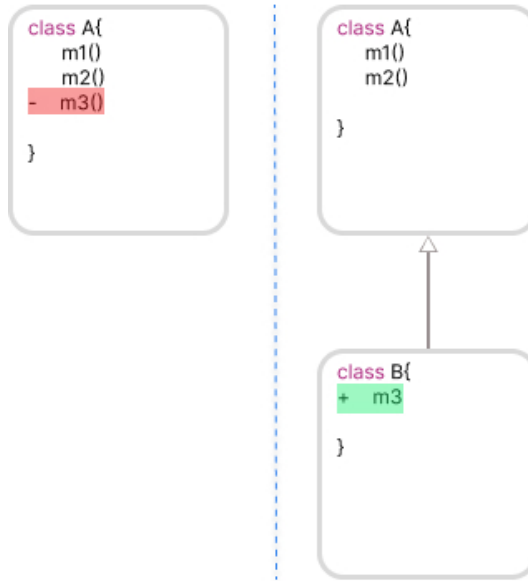 class A{
m1()
m2()
- m3()
}
class A{
m1()
m2()
}
class B{
+ m3
}